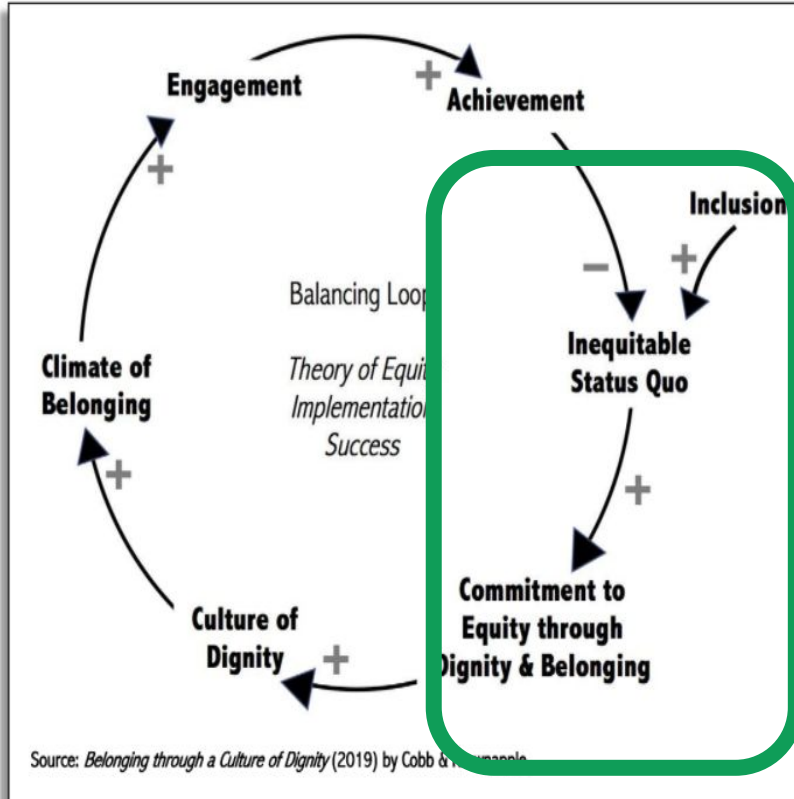 Engagement
+
Achievement
+
Inclusion
−
+
Balancing Loop
Inequitable
Status Quo
Theory of
Implementation
Success
Climate of
Belonging
+
+
Commitment to
Equity through
Dignity & Belonging
Culture of
Dignity
+
Source: Belonging through a Culture of Dignity (2019) by Cobb &